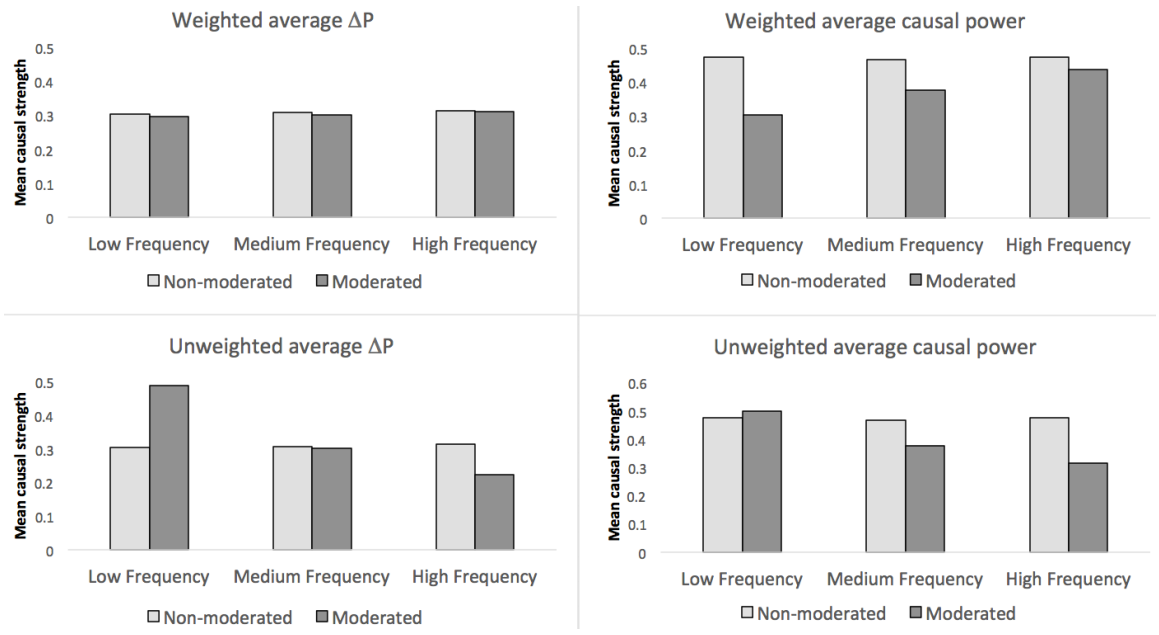 Weighted average ΔP
Mean causal strength
0.5
0.4
0.3
0.2
0.1
0
Low Frequency Medium Frequency High Frequency
Non-moderated Moderated
Weighted average causal power
Mean causal strength
0.5
0.4
0.3
0.2
0.1
0
Low Frequency Medium Frequency High Frequency
Non-moderated Moderated
Unweighted average ΔP
Mean causal strength
0.5
0.4
0.3
0.2
0.1
0
Low Frequency Medium Frequency High Frequency
Non-moderated Moderated
Unweighted average causal power
Mean causal strength
0.6
0.5
0.4
0.3
0.2
0.1
0
Low Frequency Medium Frequency High Frequency
Non-moderated Moderated